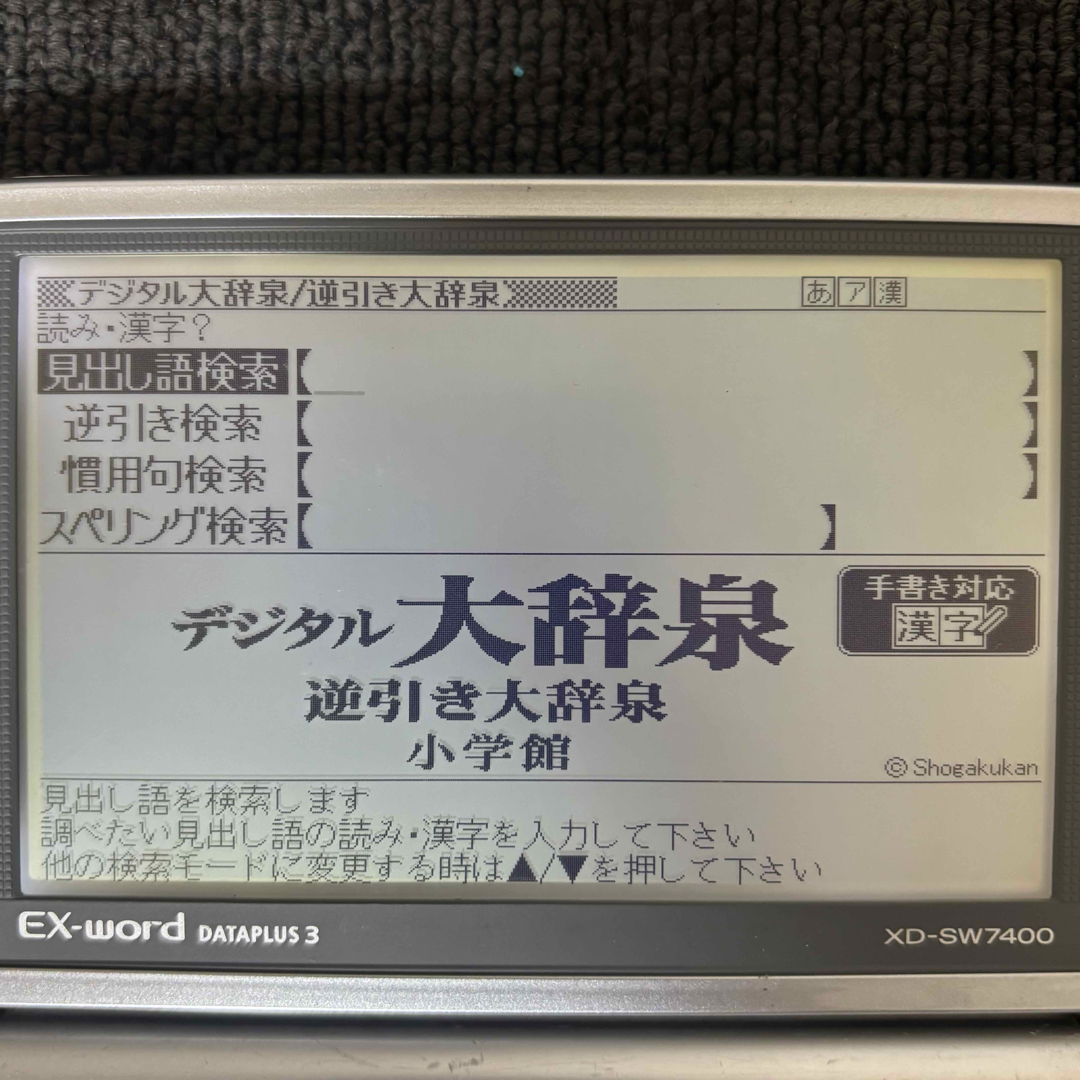 デジタル大辞泉/逆引き大辞泉
あア漢
読み・漢字?
見出し語検索【 】
逆引き検索【 】
慣用句検索【 】
スペリング検索【 】
デジタル大辞泉
手書き対応
漢字
逆引き大辞泉
小学館
©Shogakukan
見出し語を検索します
調べたい見出し語の読み・漢字を入力して下さい
他の検索モードに変更する時は▲/▼を押して下さい
EX-word DATAPLUS 3
XD-SW7400